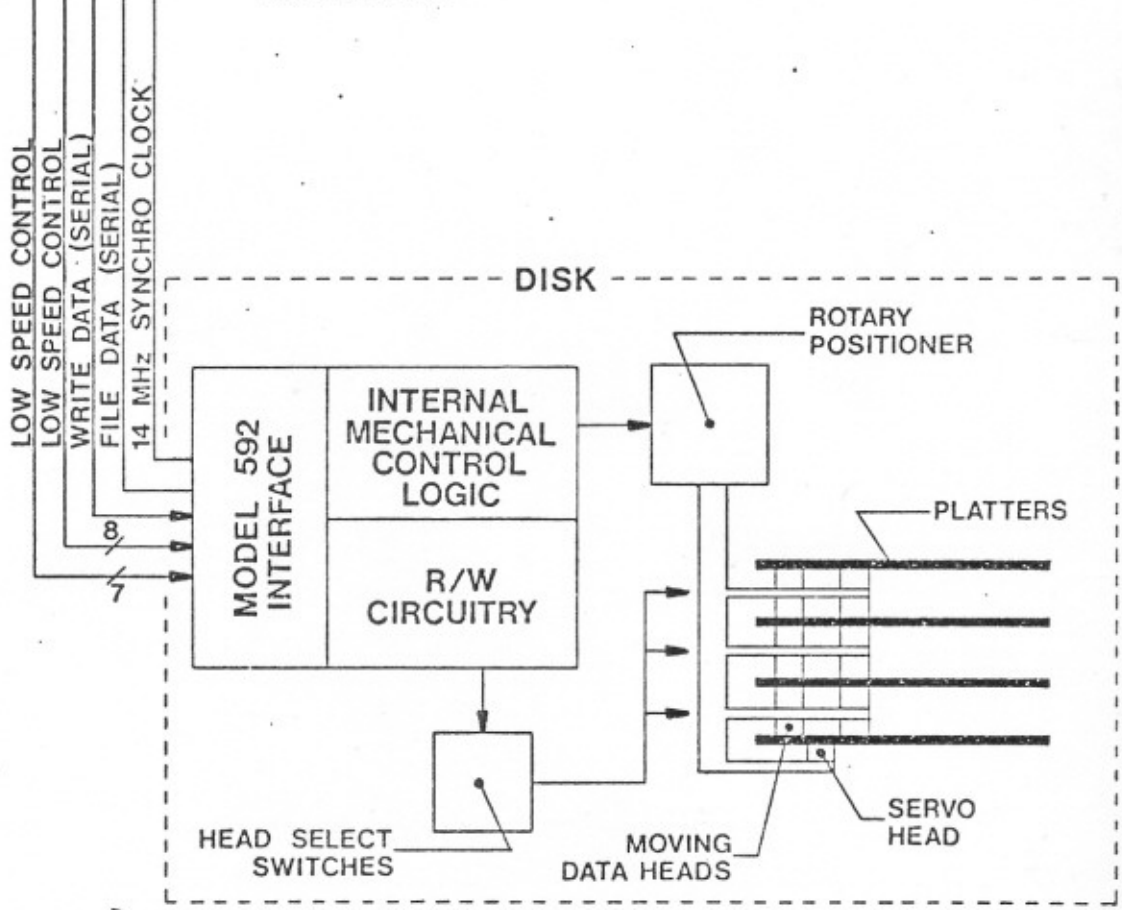 LOW SPEED CONTROL
LOW SPEED CONTROL
WRITE DATA (SERIAL)
FILE DATA (SERIAL)
14 MHz SYNCHRO CLOCK
DISK
ROTARY
POSITIONER
MODEL 592
INTERFACE
INTERNAL
MECHANICAL
CONTROL
LOGIC
PLATTERS
8
7
R/W
CIRCUITRY
HEAD SELECT
SWITCHES
MOVING
DATA HEADS
SERVO
HEAD